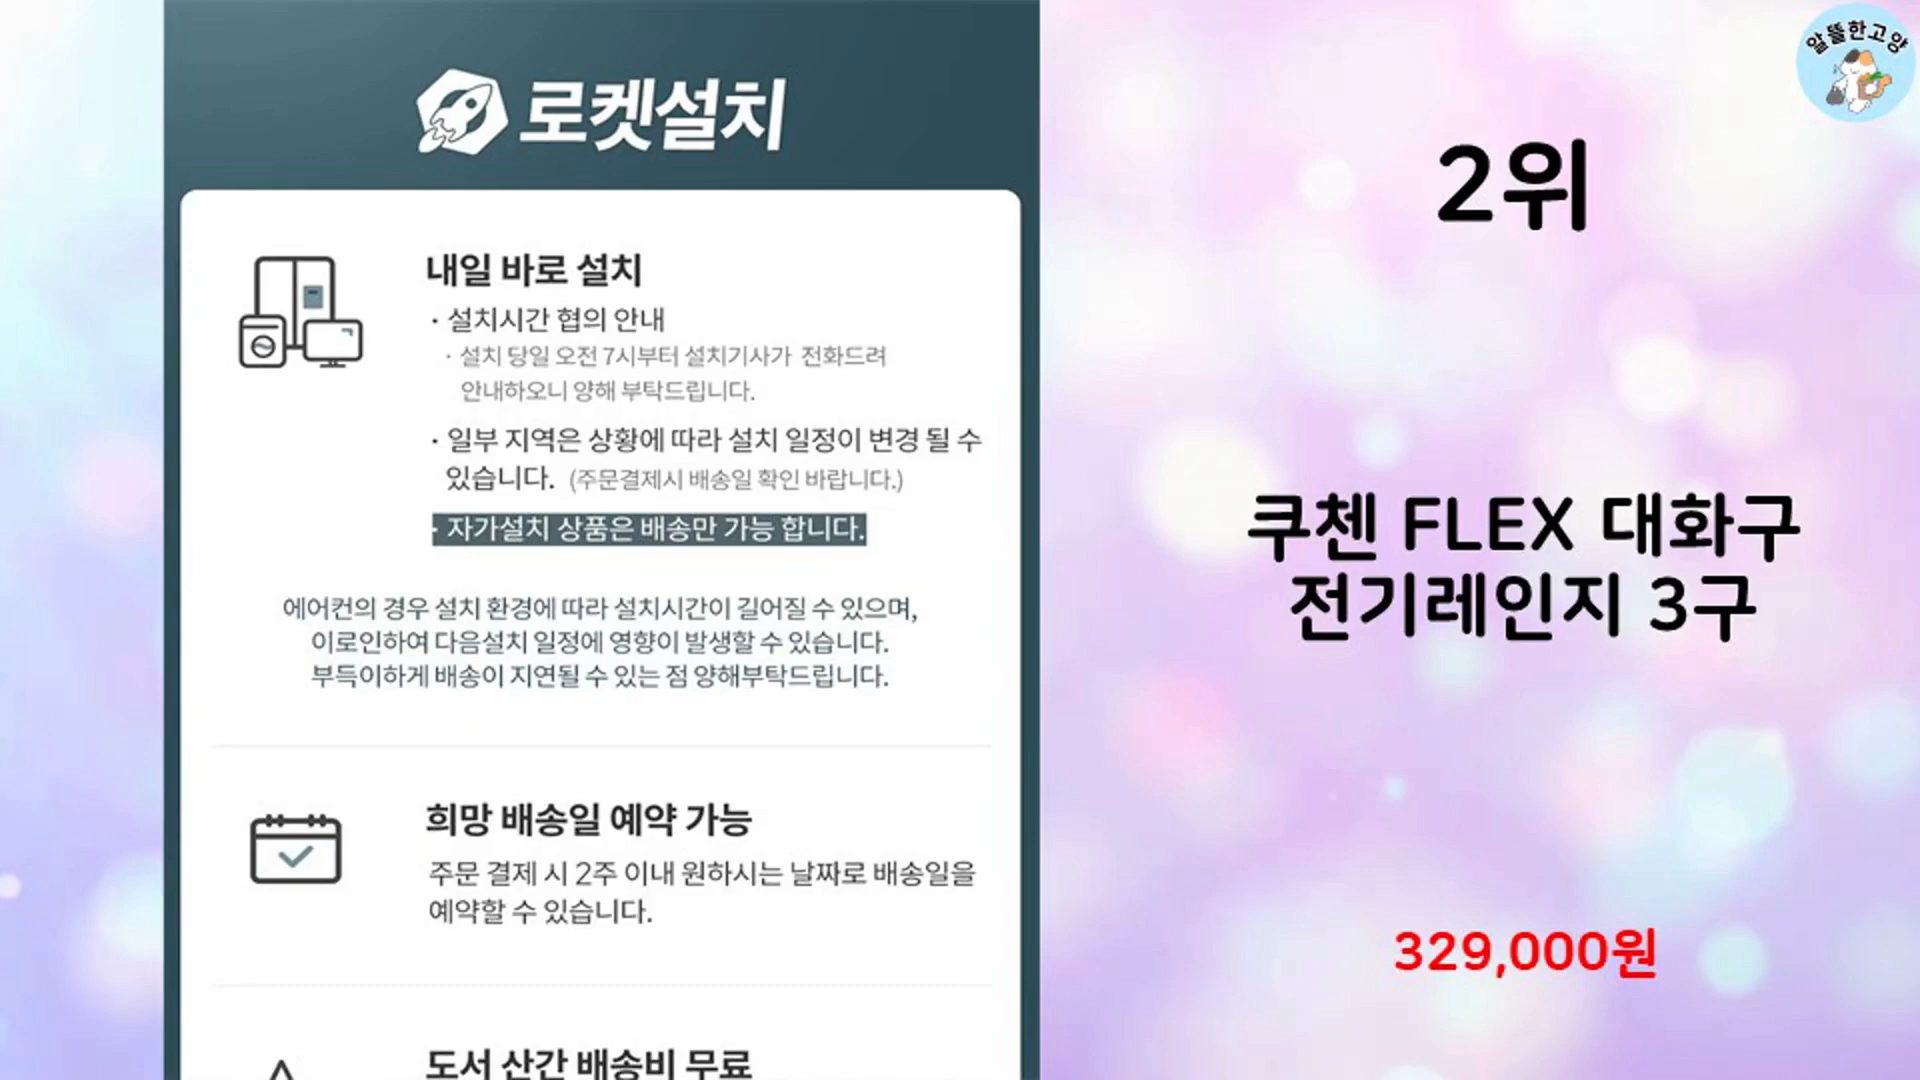 로켓설치
내일 바로 설치
· 설치시간 협의 안내
· 설치 당일 오전 7시부터 설치기사가 전화드려
안내하오니 양해 부탁드립니다.
· 일부 지역은 상황에 따라 설치 일정이 변경 될 수
있습니다. (주문결제시 배송일 확인 바랍니다.)
· 자가설치 상품은 배송만 가능 합니다.
에어컨의 경우 설치 환경에 따라 설치시간이 길어질 수 있으며,
이로인하여 다음설치 일정에 영향이 발생할 수 있습니다.
부득이하게 배송이 지연될 수 있는 점 양해부탁드립니다.
희망 배송일 예약 가능
주문 결제 시 2주 이내 원하시는 날짜로 배송일을
예약할 수 있습니다.
도서 산간 배송비 무료
알뜰한고양
2위
쿠첸 FLEX 대화구
전기레인지 3구
329,000원